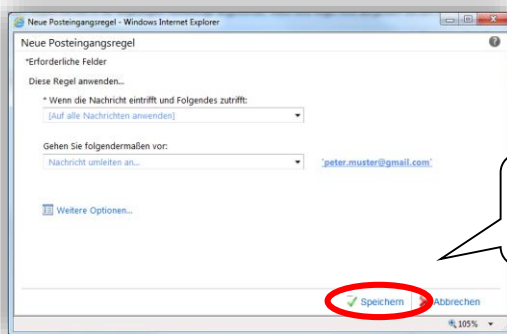 Neue Posteingangsregel - Windows Internet Explorer
Neue Posteingangsregel
*Erforderliche Felder
Diese Regel anwenden...
* Wenn die Nachricht eintrifft und Folgendes zutrifft:
[Auf alle Nachrichten anwenden]
Gehen Sie folgendermaßen vor:
Nachricht umleiten an... 'peter.muster@gmail.com'
Weitere Optionen...
Speichern Abbrechen
105%